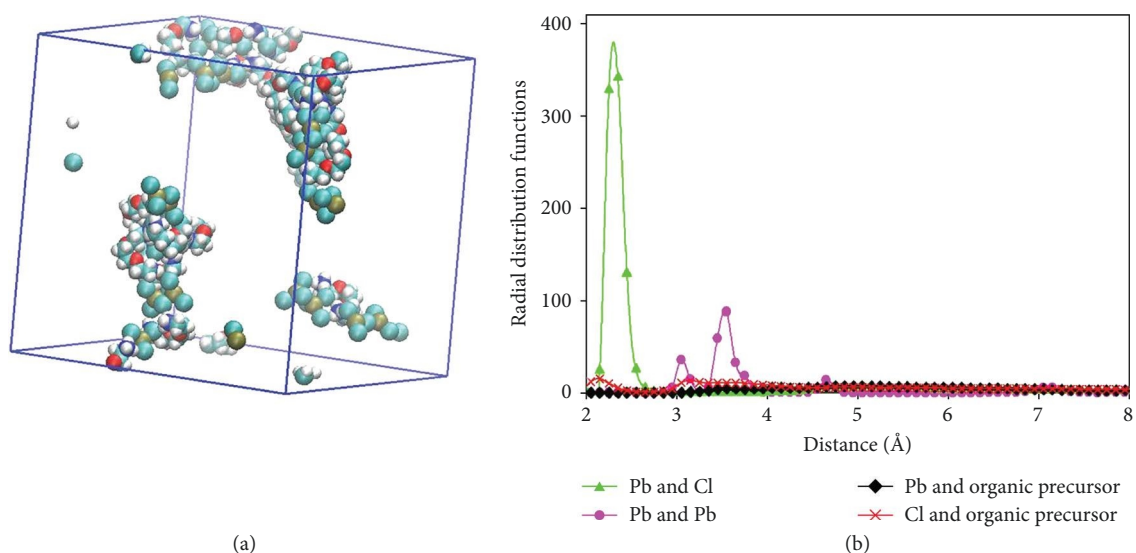 Radial distribution functions
400
300
200
100
0
2 3 4 5 6 7 8
Distance (Å)
Pb and Cl
Pb and organic precursor
Pb and Pb
Cl and organic precursor
(a)
(b)